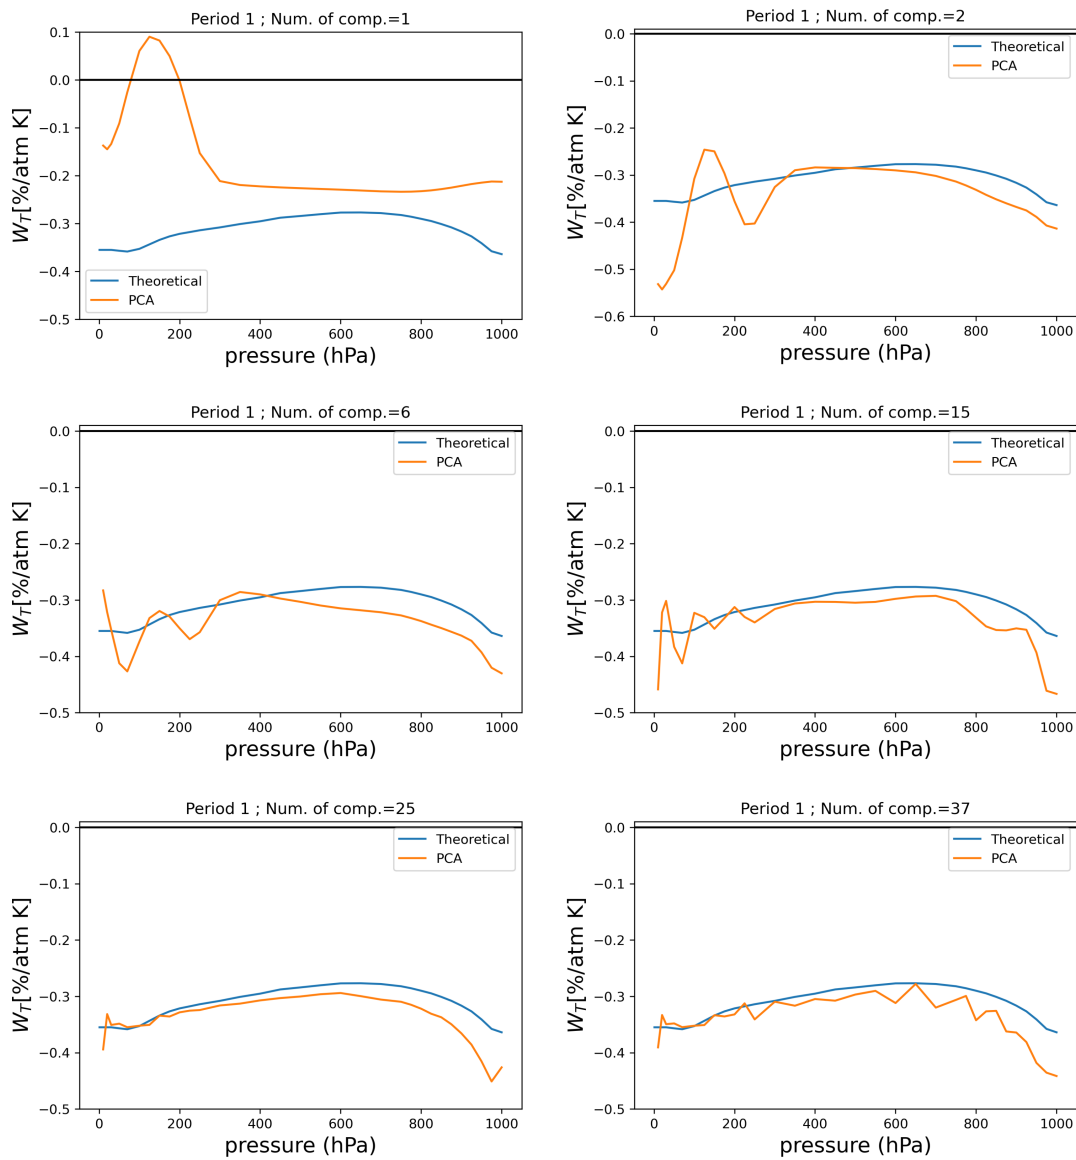 Period 1 ; Num. of comp.=1
0.1
0.0
−0.1
−0.2
−0.3
−0.4
−0.5
W_T[%/atm K]
Theoretical
PCA
0 200 400 600 800 1000
pressure (hPa)
Period 1 ; Num. of comp.=2
0.0
−0.1
−0.2
−0.3
−0.4
−0.5
−0.6
W_T[%/atm K]
Theoretical
PCA
0 200 400 600 800 1000
pressure (hPa)
Period 1 ; Num. of comp.=6
0.0
−0.1
−0.2
−0.3
−0.4
−0.5
W_T[%/atm K]
Theoretical
PCA
0 200 400 600 800 1000
pressure (hPa)
Period 1 ; Num. of comp.=15
0.0
−0.1
−0.2
−0.3
−0.4
−0.5
W_T[%/atm K]
Theoretical
PCA
0 200 400 600 800 1000
pressure (hPa)
Period 1 ; Num. of comp.=25
0.0
−0.1
−0.2
−0.3
−0.4
−0.5
W_T[%/atm K]
Theoretical
PCA
0 200 400 600 800 1000
pressure (hPa)
Period 1 ; Num. of comp.=37
0.0
−0.1
−0.2
−0.3
−0.4
−0.5
W_T[%/atm K]
Theoretical
PCA
0 200 400 600 800 1000
pressure (hPa)